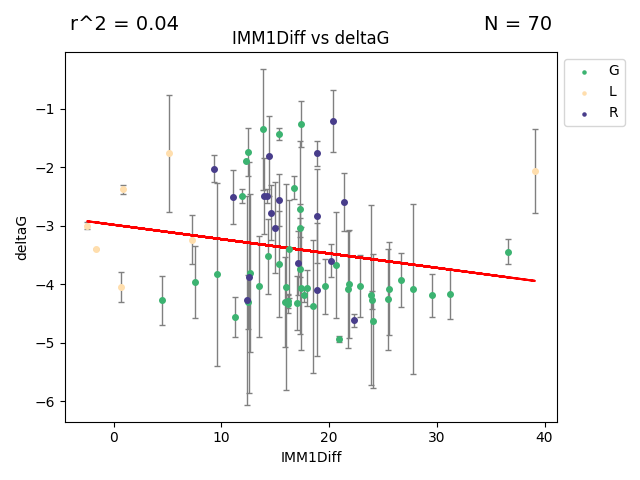 r^2 = 0.04
N = 70
IMM1Diff vs deltaG
G
L
R
deltaG
−1
−2
−3
−4
−5
−6
0 10 20 30 40
IMM1Diff